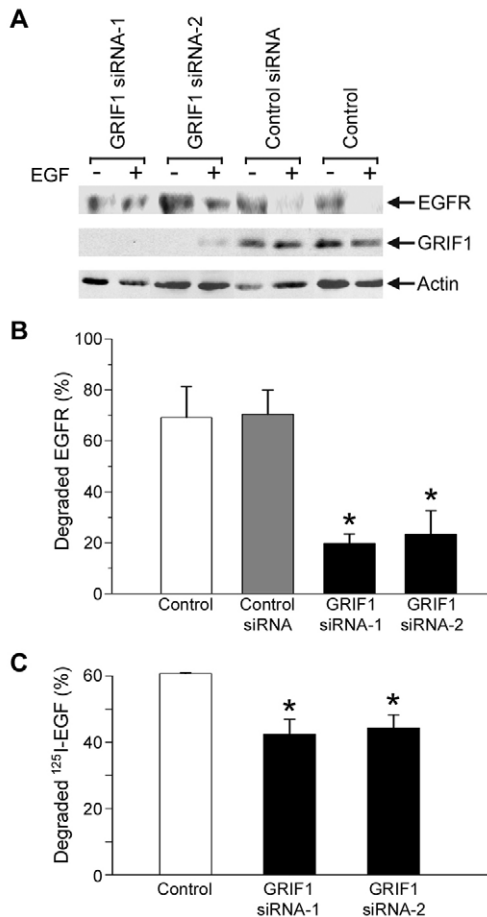 A
GRIF1 siRNA-1
GRIF1 siRNA-2
Control siRNA
Control
EGF - + - + - + - +
EGFR
GRIF1
Actin
B
Degraded EGFR (%)
100
80
60
40
20
0
* *
Control
Control siRNA
GRIF1 siRNA-1
GRIF1 siRNA-2
C
Degraded ¹²⁵I-EGF (%)
60
40
20
0
* *
Control
GRIF1 siRNA-1
GRIF1 siRNA-2